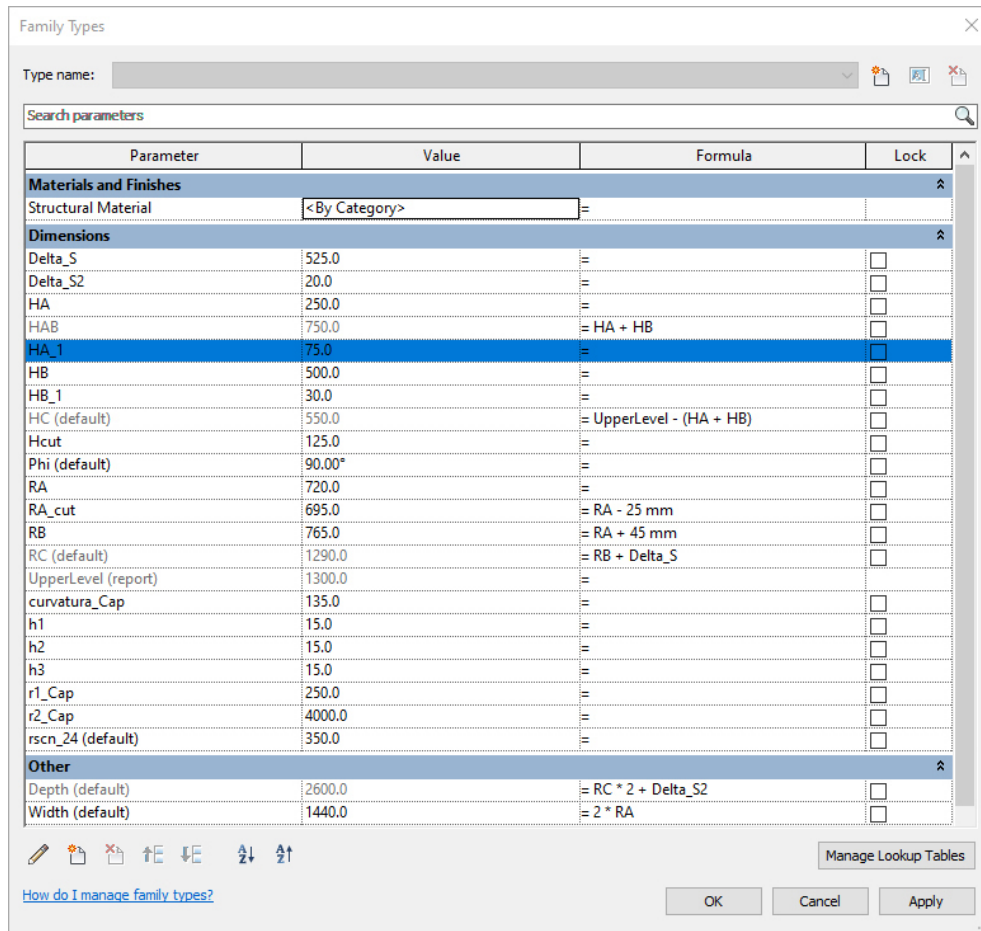 Family Types
Type name:
Search parameters
Parameter Value Formula Lock
Materials and Finishes
Structural Material <By Category> =
Dimensions
Delta_S 525.0 =
Delta_S2 20.0 =
HA 250.0 =
HAB 750.0 = HA + HB
HA_1 75.0 =
HB 500.0 =
HB_1 30.0 =
HC (default) 550.0 = UpperLevel - (HA + HB)
Hcut 125.0 =
Phi (default) 90.00° =
RA 720.0 =
RA_cut 695.0 = RA - 25 mm
RB 765.0 = RA + 45 mm
RC (default) 1290.0 = RB + Delta_S
UpperLevel (report) 1300.0 =
curvatura_Cap 135.0 =
h1 15.0 =
h2 15.0 =
h3 15.0 =
r1_Cap 250.0 =
r2_Cap 4000.0 =
rscn_24 (default) 350.0 =
Other
Depth (default) 2600.0 = RC * 2 + Delta_S2
Width (default) 1440.0 = 2 * RA
Manage Lookup Tables
How do I manage family types?
OK Cancel Apply